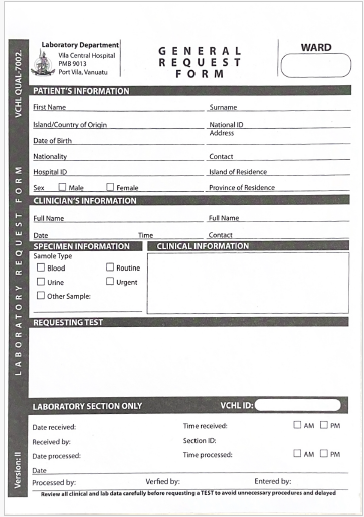 Laboratory Department
Vila Central Hospital
PMB 9013
Port Vila, Vanuatu
GENERAL
REQUEST
FORM
WARD
VCHL QUAL-7002.
LABORATORY REQUEST FORM
Version: II
PATIENT'S INFORMATION
First Name Surname
Island/Country of Origin National ID
Address
Date of Birth
Nationality Contact
Hospital ID Island of Residence
Sex Male Female Province of Residence
CLINICIAN'S INFORMATION
Full Name Full Name
Date Time Contact
SPECIMEN INFORMATION CLINICAL INFORMATION
Sample Type
Blood Routine
Urine Urgent
Other Sample:
REQUESTING TEST
LABORATORY SECTION ONLY VCHL ID:
Date received: Time received: AM PM
Received by: Section ID:
Date processed: Time processed: AM PM
Date
Processed by: Verfied by: Entered by:
Review all clinical and lab data carefully before requesting: a TEST to avoid unnecessary procedures and delayed